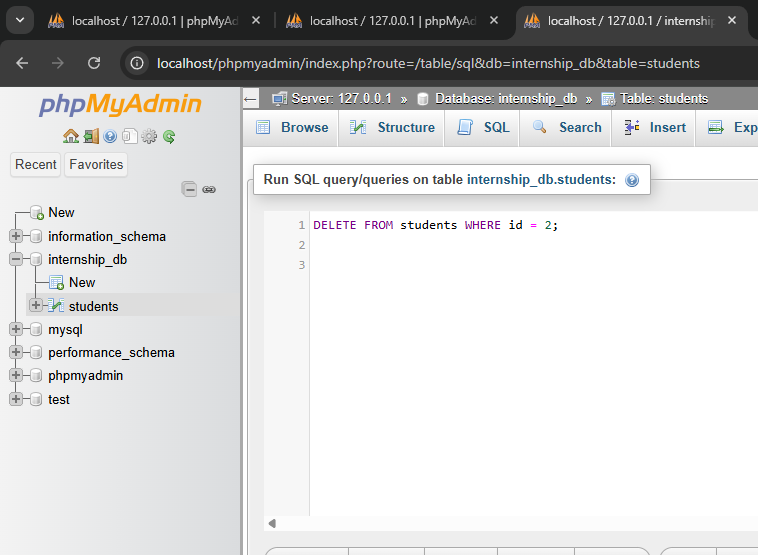 localhost / 127.0.0.1 | phpMyAd
localhost / 127.0.0.1 | phpMyAd
localhost / 127.0.0.1 / internship
localhost/phpmyadmin/index.php?route=/table/sql&db=internship_db&table=students
phpMyAdmin
Recent Favorites
New
information_schema
internship_db
New
students
mysql
performance_schema
phpmyadmin
test
Server: 127.0.0.1 » Database: internship_db » Table: students
Browse Structure SQL Search Insert Exp
Run SQL query/queries on table internship_db.students:
1 DELETE FROM students WHERE id = 2;
2
3